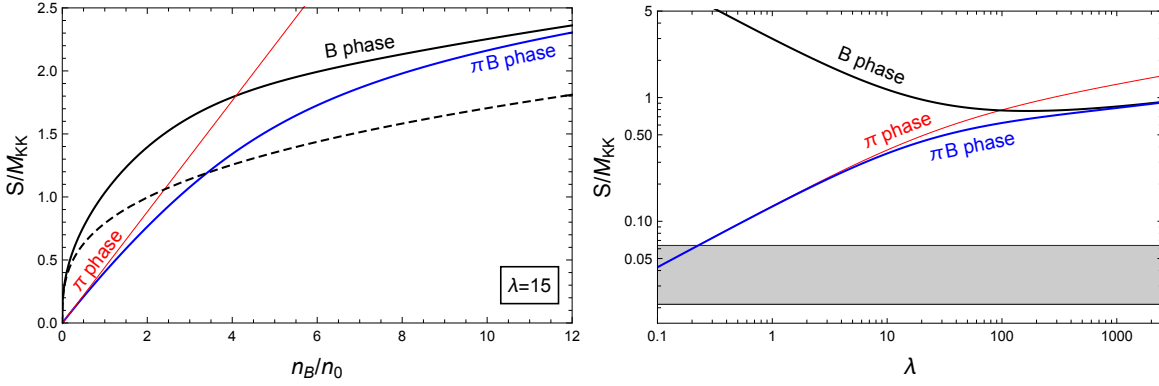 2.5
2.0
1.5
1.0
0.5
0.0
S/M_KK
B phase
πB phase
π phase
λ=15
0
2
4
6
8
10
12
n_B/n_0
5
1
0.50
0.10
0.05
S/M_KK
B phase
π phase
πB phase
0.1
1
10
100
1000
λ